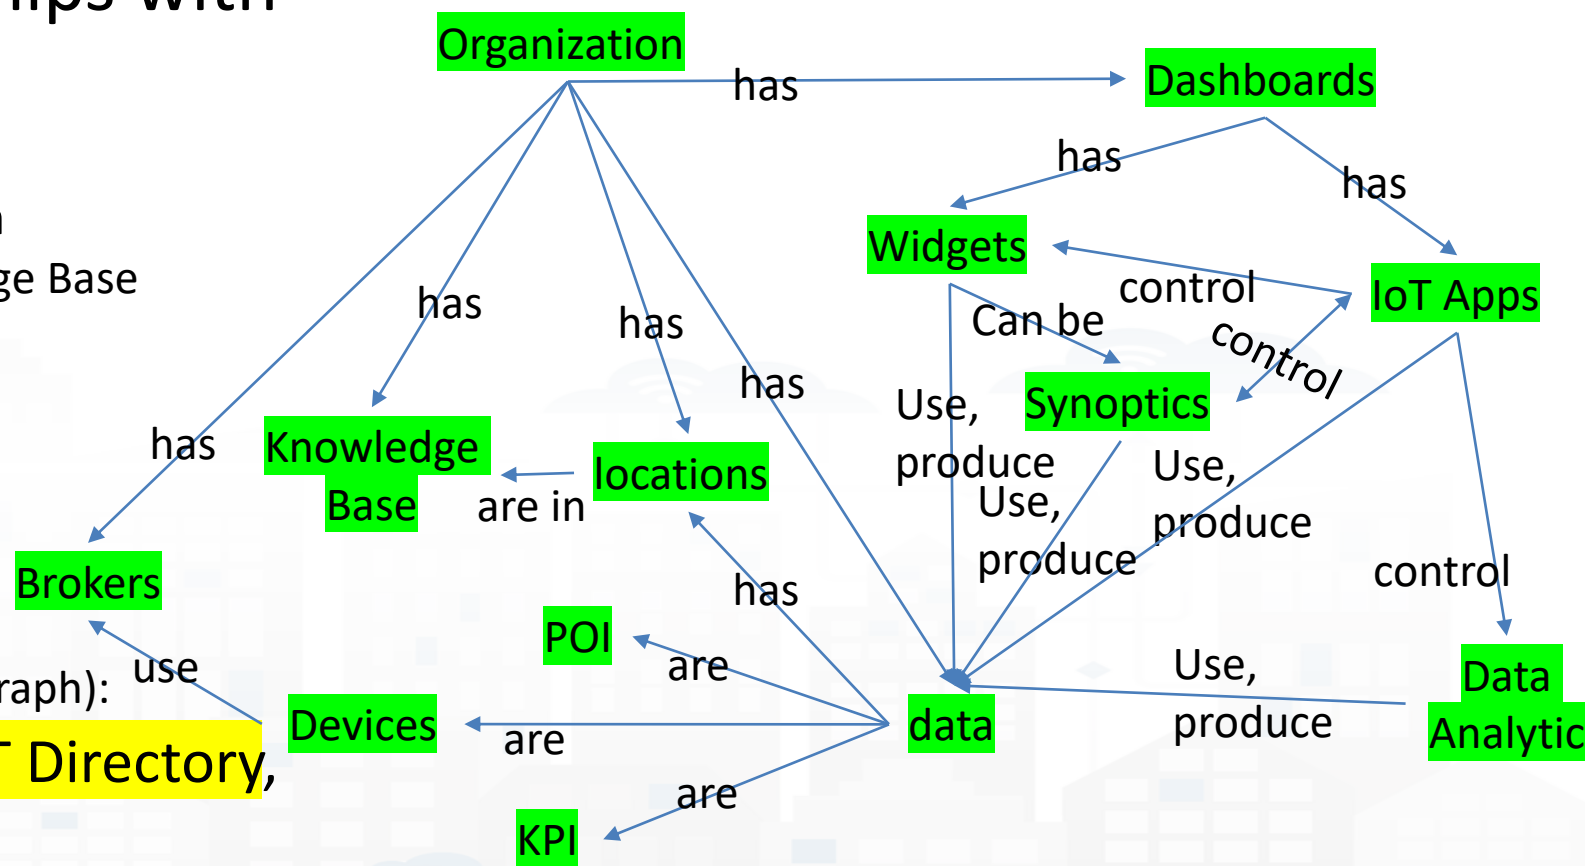 Organization
has
Dashboards
has
has
Widgets
control
IoT Apps
ge Base
has
has
Can be
control
has
Use,
produce
Synoptics
has
Knowledge
Base
locations
are in
Use,
produce
Use,
produce
control
Brokers
has
POI
are
use
raph):
Devices
are
data
Use,
produce
Data
Analytic
Directory,
are
KPI